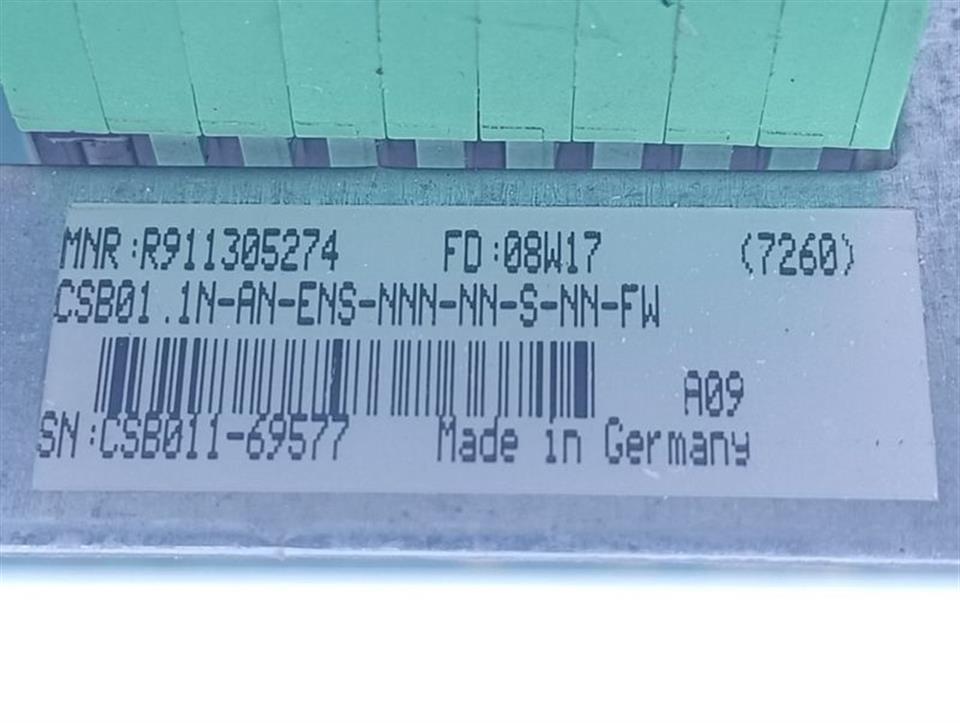 MNR:R911305274 FD:08W17 (7260)
CSB01.1N-AN-ENS-NNN-NN-S-NN-FW
A09
SN:CSB011-69577 Made in Germany